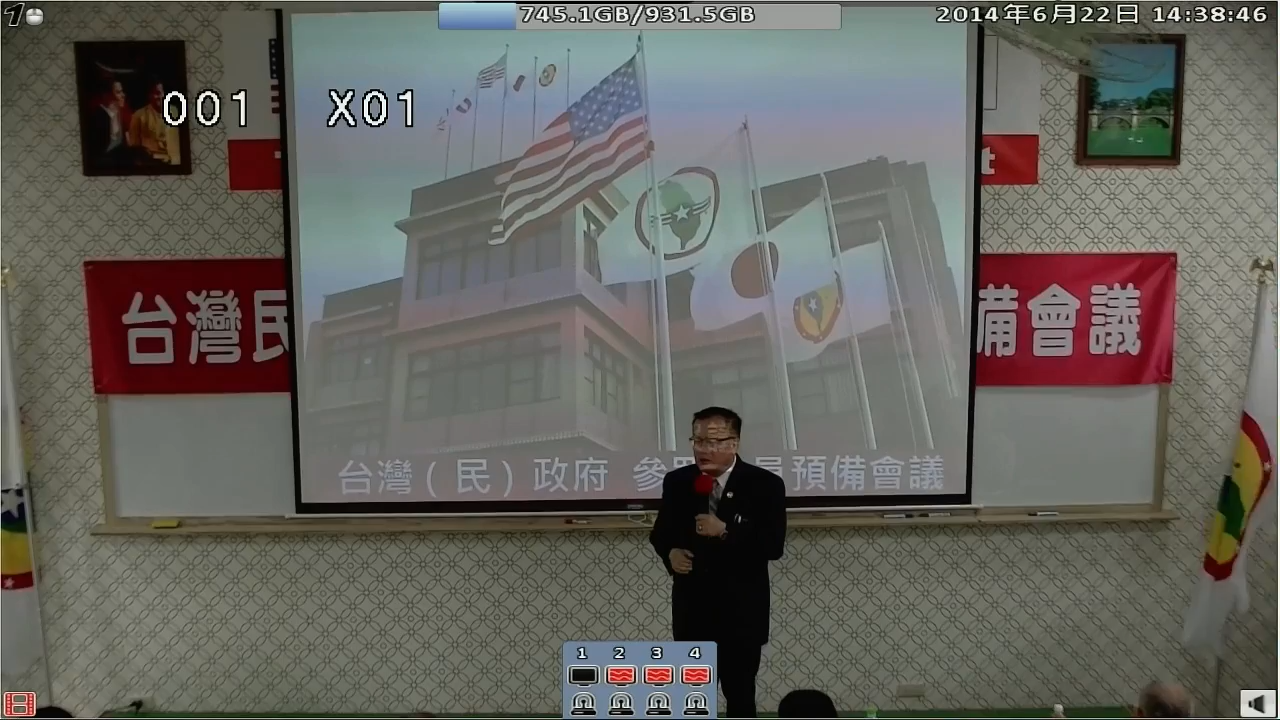 745.1GB/931.5GB
2014年6月22日 14:38:46
001 X01
t
台灣民
備會議
台灣(民)政府 參 員預備會議
1 2 3 4